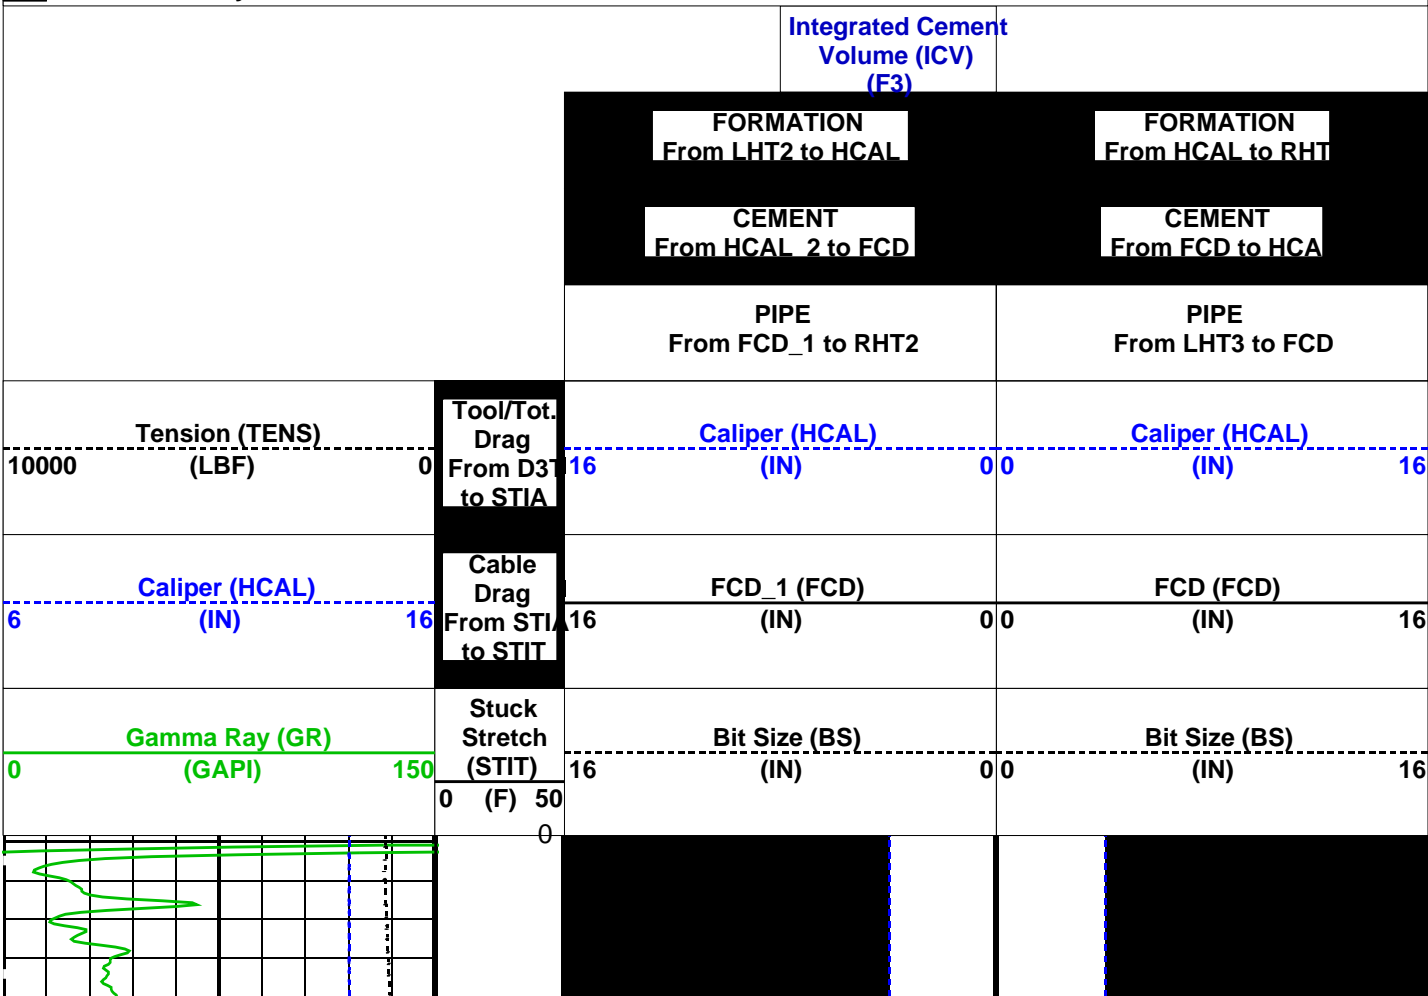 Integrated Cement
Volume (ICV)
(F3)
FORMATION
From LHT2 to HCAL
FORMATION
From HCAL to RHT
CEMENT
From HCAL_2 to FCD
CEMENT
From FCD to HCA
PIPE
From FCD_1 to RHT2
PIPE
From LHT3 to FCD
Tension (TENS)
10000 (LBF) 0
Tool/Tot.
Drag
From D3T
to STIA
Caliper (HCAL)
16 (IN) 0
Caliper (HCAL)
0 (IN) 16
Caliper (HCAL)
6 (IN) 16
Cable
Drag
From STIA
to STIT
FCD_1 (FCD)
16 (IN) 0
FCD (FCD)
0 (IN) 16
Gamma Ray (GR)
0 (GAPI) 150
Stuck
Stretch
(STIT)
0 (F) 50
Bit Size (BS)
16 (IN) 0
Bit Size (BS)
0 (IN) 16
0